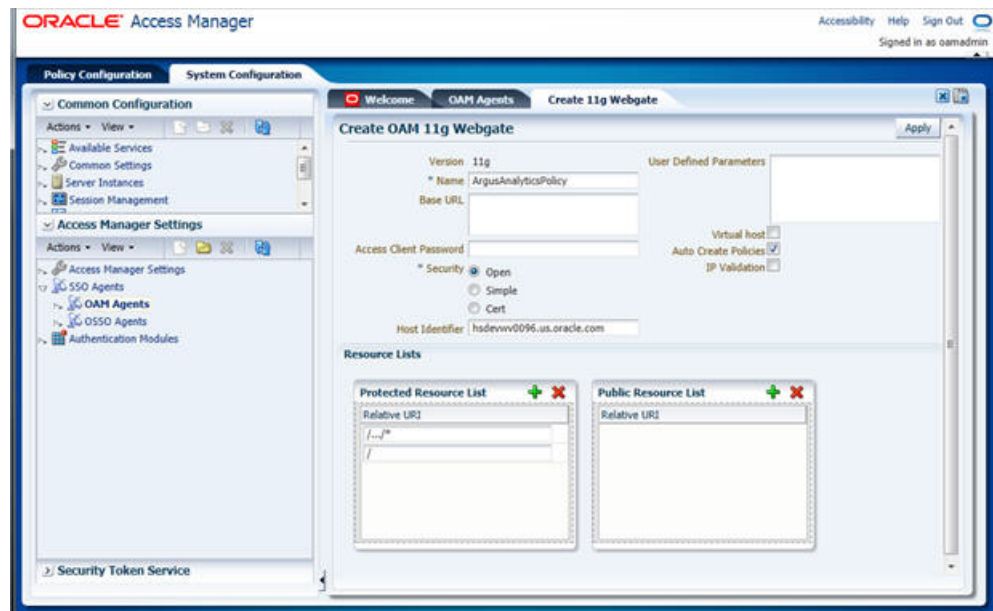 ORACLE Access Manager
Accessibility Help Sign Out
Signed in as oamadmin
Policy Configuration System Configuration
Common Configuration
Actions View
Available Services
Common Settings
Server Instances
Session Management
Access Manager Settings
Actions View
Access Manager Settings
SSO Agents
OAM Agents
OSSO Agents
Authentication Modules
Security Token Service
Welcome OAM Agents Create 11g Webgate
Create OAM 11g Webgate Apply
Version 11g
* Name ArgusAnalyticsPolicy
Base URL
Access Client Password
* Security Open
Simple
Cert
Host Identifier hsdevwv0096.us.oracle.com
User Defined Parameters
Virtual host
Auto Create Policies
IP Validation
Resource Lists
Protected Resource List
Relative URI
/.../*
/
Public Resource List
Relative URI